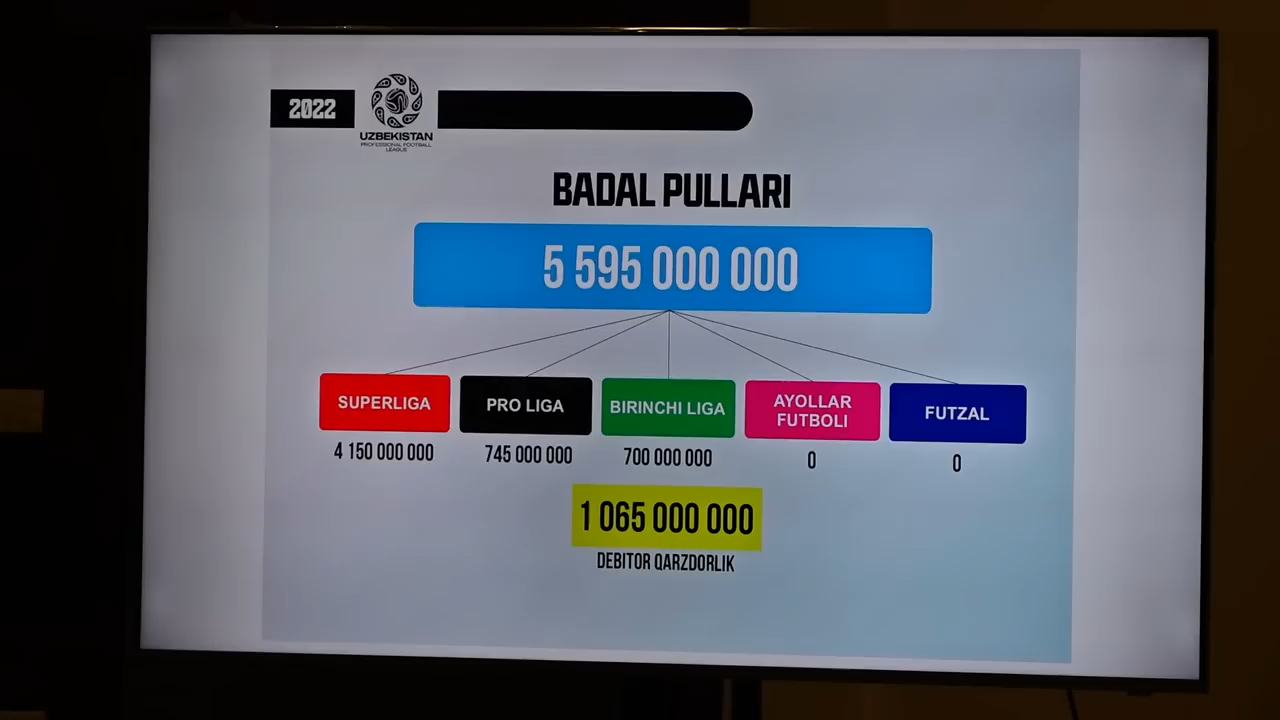 2022
UZBEKISTAN
PROFESSIONAL FOOTBALL
LEAGUE
BADAL PULLARI
5 595 000 000
SUPERLIGA
PRO LIGA
BIRINCHI LIGA
AYOLLAR
FUTBOLI
FUTZAL
4 150 000 000
745 000 000
700 000 000
0
0
1 065 000 000
DEBITOR QARZDORLIK